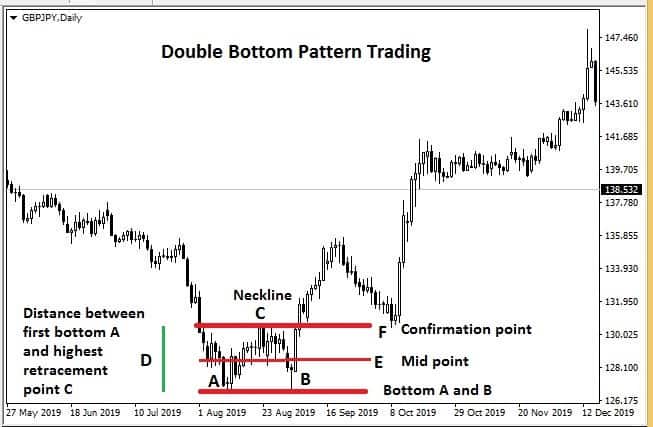 GBPJPY,Daily
Double Bottom Pattern Trading
147.460
145.535
143.610
141.685
139.705
138.532
137.780
135.855
133.930
131.950
130.025
128.100
126.175
Neckline
C
Distance between
first bottom A
and highest
retracement
point C
D
F Confirmation point
E Mid point
A
B
Bottom A and B
27 May 2019 18 Jun 2019 10 Jul 2019 1 Aug 2019 23 Aug 2019 16 Sep 2019 8 Oct 2019 29 Oct 2019 20 Nov 2019 12 Dec 2019